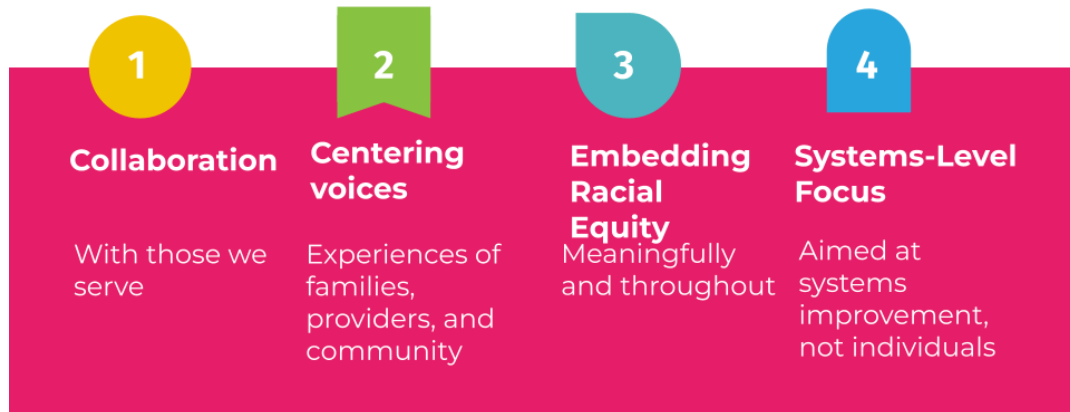 1
Collaboration
With those we
serve
2
Centering
voices
Experiences of
families,
providers, and
community
3
Embedding
Racial
Equity
Meaningfully
and throughout
4
Systems-Level
Focus
Aimed at
systems
improvement,
not individuals